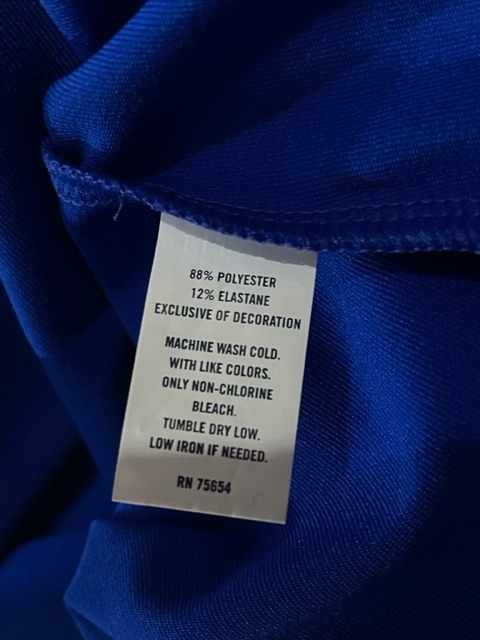 88% POLYESTER
12% ELASTANE
EXCLUSIVE OF DECORATION
MACHINE WASH COLD.
WITH LIKE COLORS.
ONLY NON-CHLORINE
BLEACH.
TUMBLE DRY LOW.
LOW IRON IF NEEDED.
RN 75654